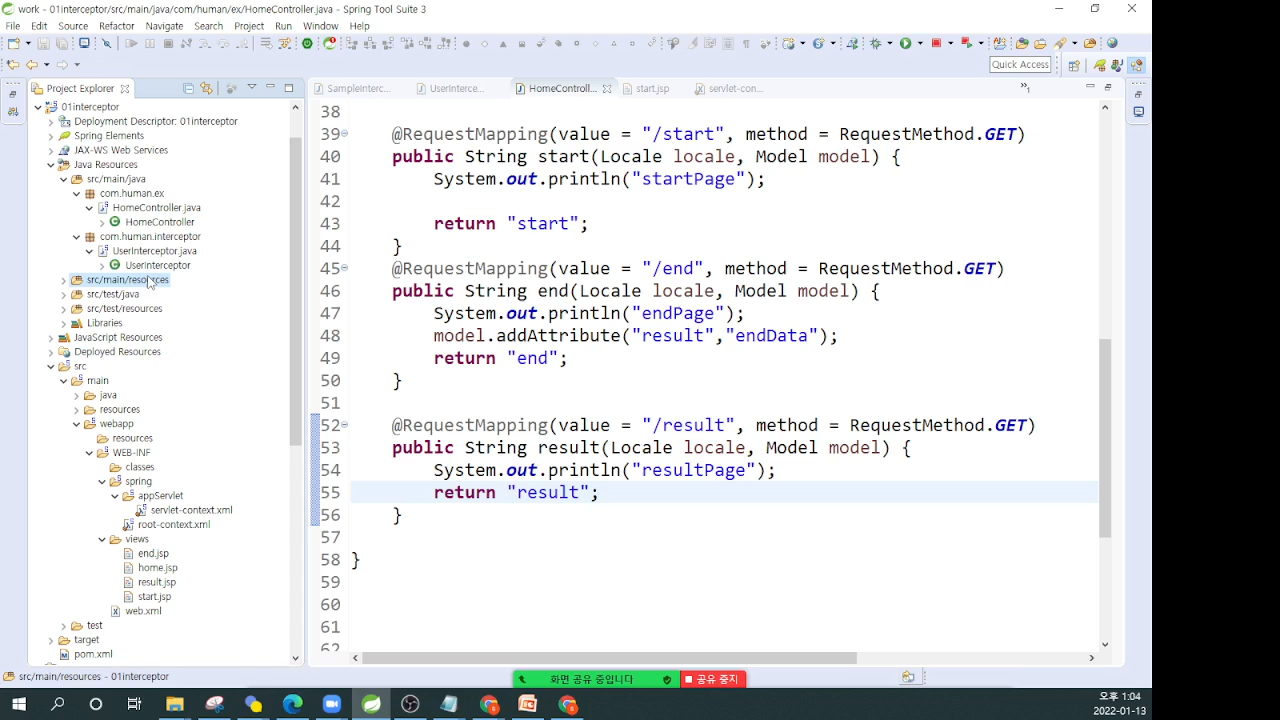 work - 01interceptor/src/main/java/com/human/ex/HomeController.java - Spring Tool Suite 3
File Edit Source Refactor Navigate Search Project Run Window Help
Quick Access
Project Explorer
01interceptor
Deployment Descriptor: 01interceptor
Spring Elements
JAX-WS Web Services
Java Resources
src/main/java
com.human.ex
HomeController.java
HomeController
com.human.interceptor
UserInterceptor.java
UserInterceptor
src/main/resources
src/test/java
src/test/resources
Libraries
JavaScript Resources
Deployed Resources
src
main
java
resources
webapp
resources
WEB-INF
classes
spring
appServlet
servlet-context.xml
root-context.xml
views
end.jsp
home.jsp
result.jsp
start.jsp
web.xml
test
target
pom.xml
SampleInterc... UserInterce... HomeControll... start.jsp servlet-con...
38
39 @RequestMapping(value = "/start", method = RequestMethod.GET)
40 public String start(Locale locale, Model model) {
41 System.out.println("startPage");
42
43 return "start";
44 }
45 @RequestMapping(value = "/end", method = RequestMethod.GET)
46 public String end(Locale locale, Model model) {
47 System.out.println("endPage");
48 model.addAttribute("result","endData");
49 return "end";
50 }
51
52 @RequestMapping(value = "/result", method = RequestMethod.GET)
53 public String result(Locale locale, Model model) {
54 System.out.println("resultPage");
55 return "result";
56 }
57
58 }
59
60
61
62
src/main/resources - 01interceptor
화면 공유 중입니다 공유 중지
오후 1:04
2022-01-13